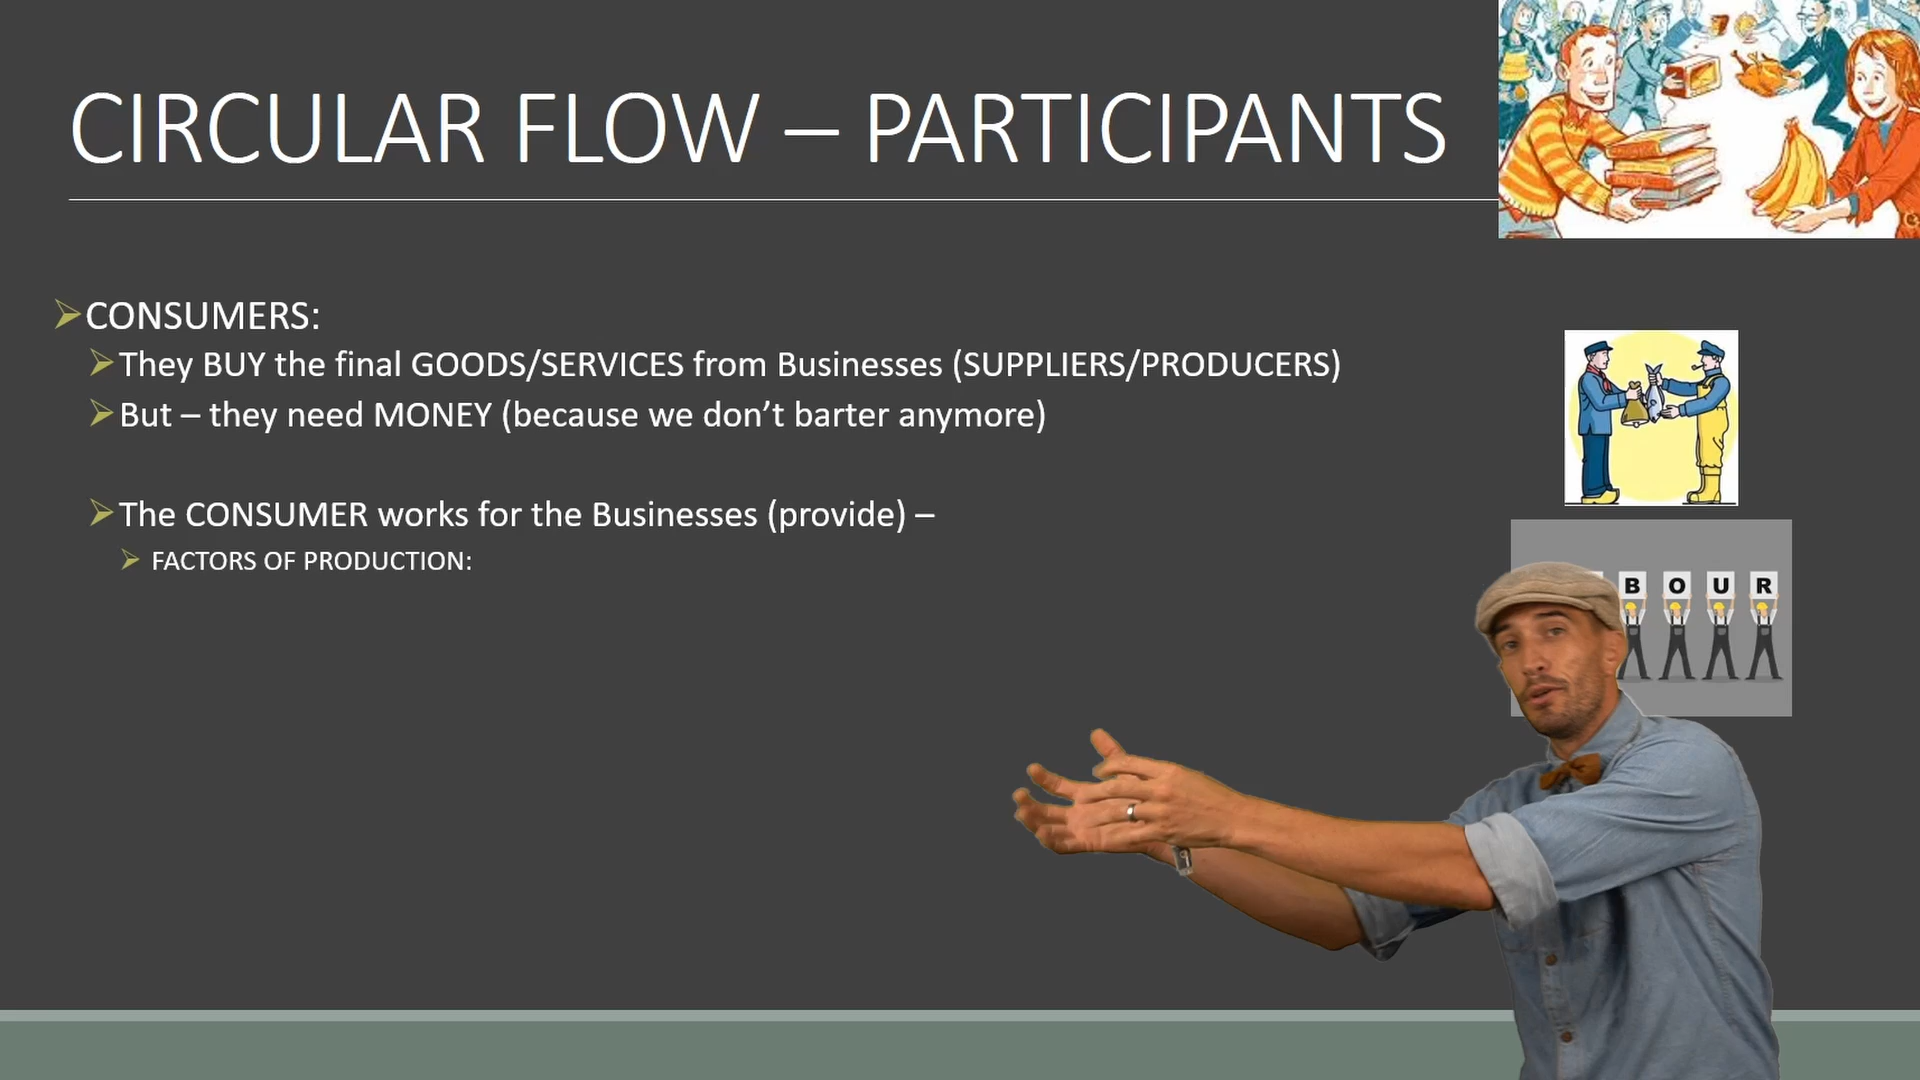 CIRCULAR FLOW – PARTICIPANTS
CONSUMERS:
They BUY the final GOODS/SERVICES from Businesses (SUPPLIERS/PRODUCERS)
But – they need MONEY (because we don’t barter anymore)
The CONSUMER works for the Businesses (provide) –
FACTORS OF PRODUCTION:
B O U R